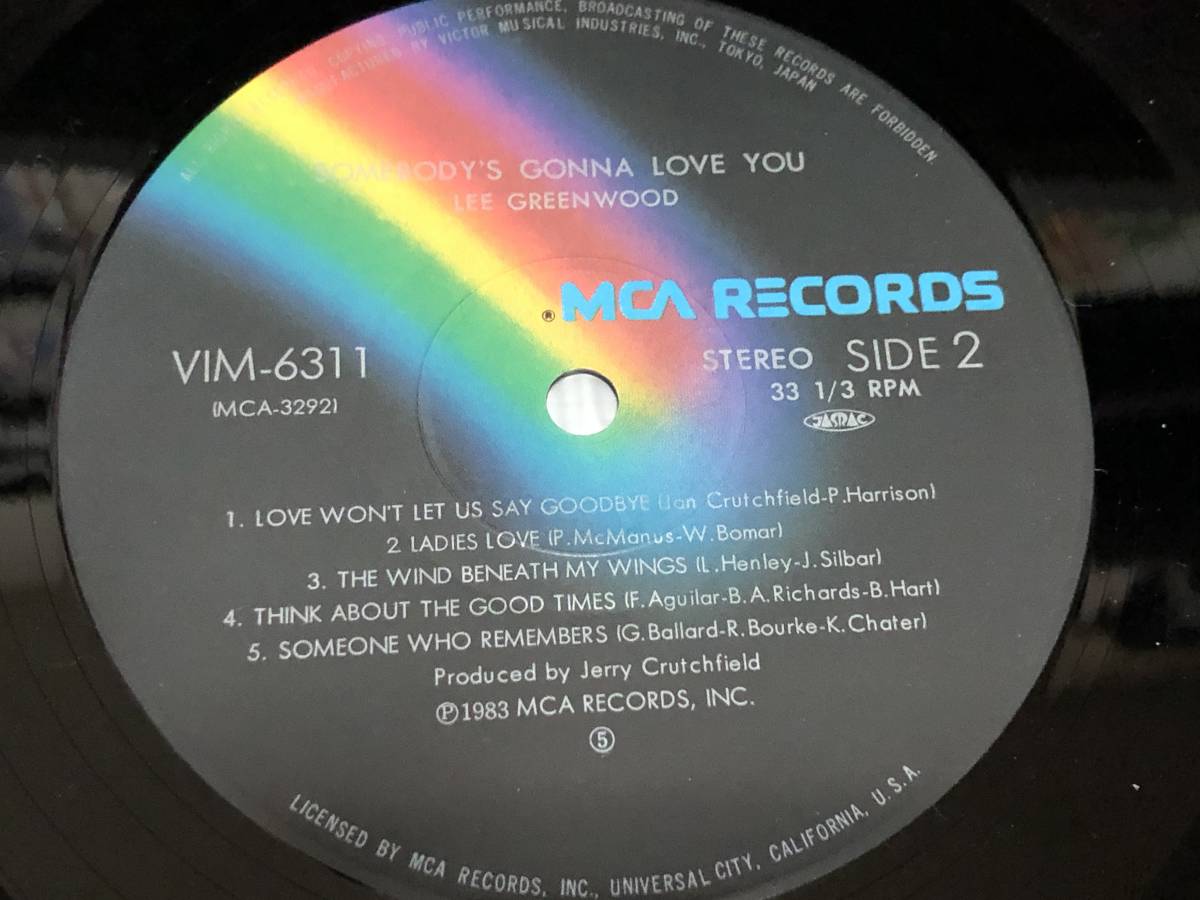 COPYING PUBLIC PERFORMANCE, BROADCASTING OF THESE RECORDS ARE FORBIDDEN.
BY VICTOR MUSICAL INDUSTRIES, INC., TOKYO, JAPAN
SOMEBODY'S GONNA LOVE YOU
LEE GREENWOOD
® MCA RECORDS
VIM-6311
(MCA-3292)
STEREO SIDE 2
33 1/3 RPM
JASRAC
1. LOVE WON'T LET US SAY GOODBYE (Jan Crutchfield-P.Harrison)
2 LADIES LOVE (P.McManus-W.Bomar)
3. THE WIND BENEATH MY WINGS (L.Henley-J.Silbar)
4. THINK ABOUT THE GOOD TIMES (F.Aguilar-B.A.Richards-B.Hart)
5. SOMEONE WHO REMEMBERS (G.Ballard-R.Bourke-K.Chater)
Produced by Jerry Crutchfield
℗1983 MCA RECORDS, INC.
⑤
LICENSED BY MCA RECORDS, INC., UNIVERSAL CITY, CALIFORNIA, U.S.A.